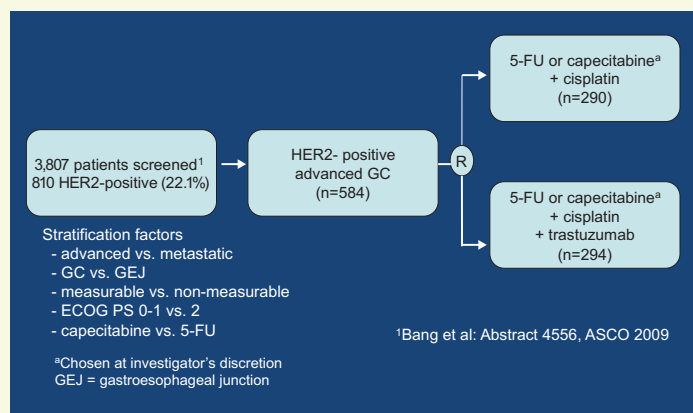 3,807 patients screened¹
810 HER2-positive (22.1%)
HER2- positive
advanced GC
(n=584)
R
5-FU or capecitabineᵃ
+ cisplatin
(n=290)
5-FU or capecitabineᵃ
+ cisplatin
+ trastuzumab
(n=294)
Stratification factors
- advanced vs. metastatic
- GC vs. GEJ
- measurable vs. non-measurable
- ECOG PS 0-1 vs. 2
- capecitabine vs. 5-FU
ᵃChosen at investigator's discretion
GEJ = gastroesophageal junction
¹Bang et al: Abstract 4556, ASCO 2009